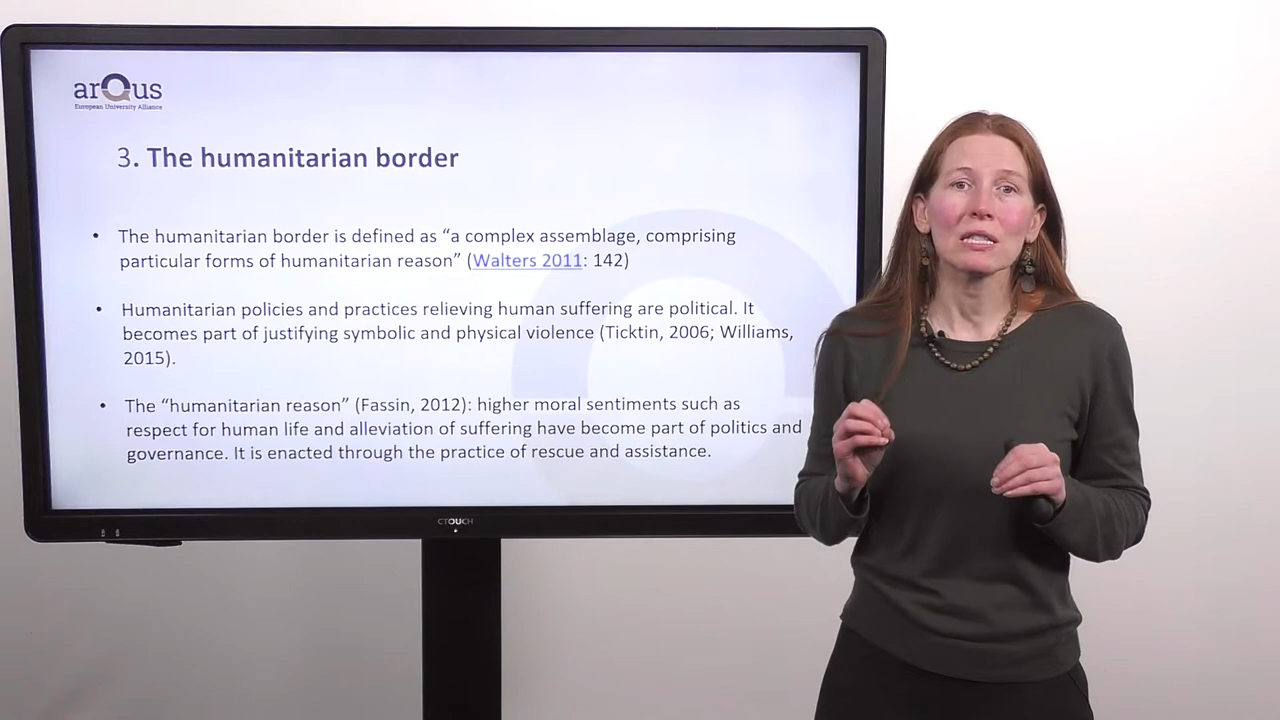 arQus
European University Alliance
3. The humanitarian border
• The humanitarian border is defined as “a complex assemblage, comprising
particular forms of humanitarian reason” (Walters 2011: 142)
• Humanitarian policies and practices relieving human suffering are political. It
becomes part of justifying symbolic and physical violence (Ticktin, 2006; Williams,
2015).
• The “humanitarian reason” (Fassin, 2012): higher moral sentiments such as
respect for human life and alleviation of suffering have become part of politics and
governance. It is enacted through the practice of rescue and assistance.
CTOUCH